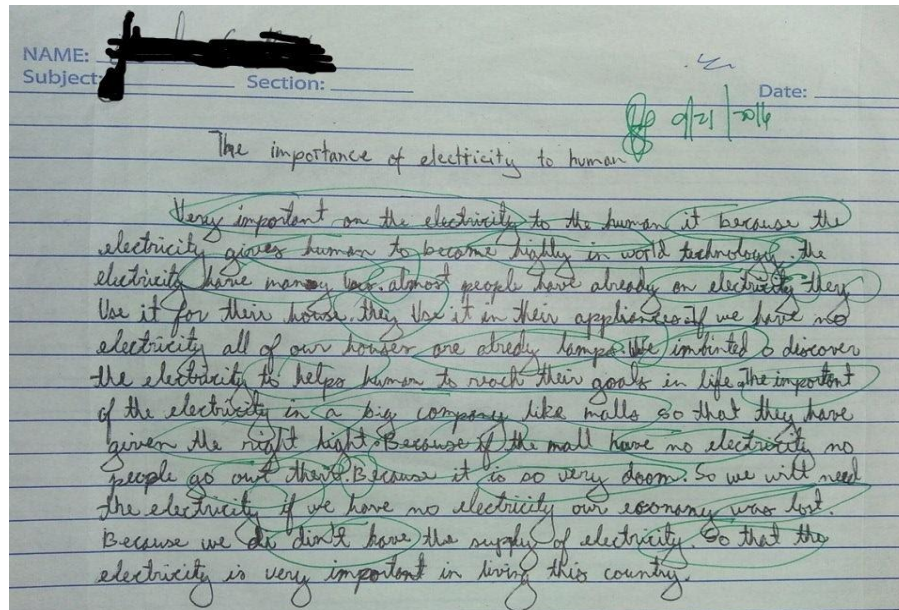 NAME:
Subject:
Section:
Date:
9/21/2016
The importance of electricity to human
Very important on the electricity to the human it because the
electricity gives human to become highly in world technology. the
electricity have many uses. almost people have already on electricity they
Use it for their house. they Use it in their appliances. If we have no
electricity all of our houses are alredy lamps. We imbinted o discover
the electricity to helps human to reach their goals in life. The important
of the electricity in a big company like malls so that they have
given the right light. Because if the mall have no electricity no
people go out there. Because it is so very doom. So we will need
the electricity if we have no electricity our economy was lost.
Because we din't have the supply of electricity. So that the
electricity is very important in living this country.